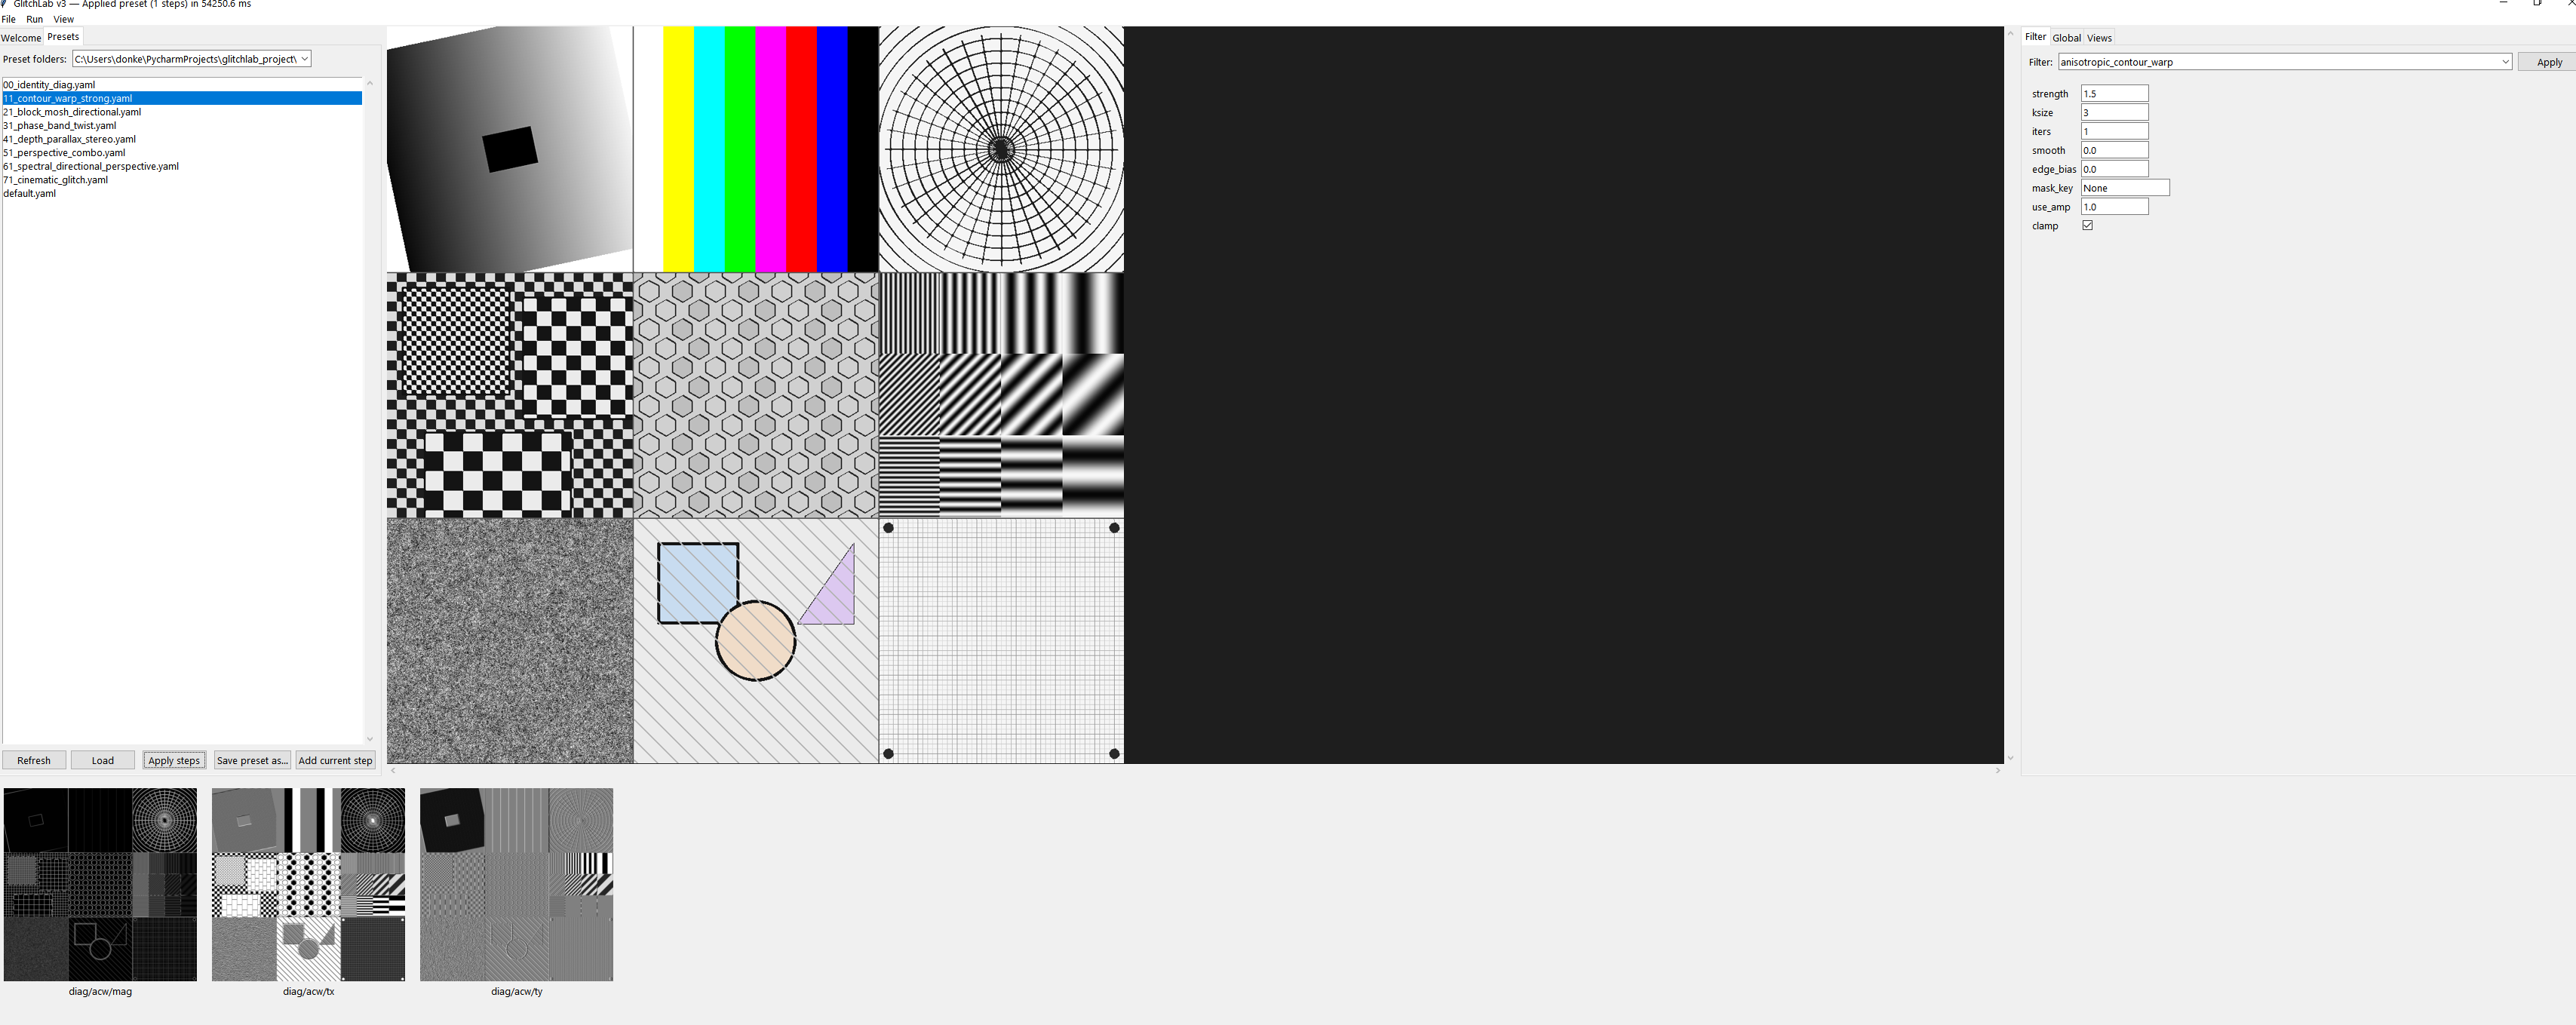 GlitchLab v3 — Applied preset (1 steps) in 54250.6 ms
File Run View
Welcome Presets
Preset folders: C:\Users\donke\PycharmProjects\glitchlab_project\
00_identity_diag.yaml
11_contour_warp_strong.yaml
21_block_mosh_directional.yaml
31_phase_band_twist.yaml
41_depth_parallax_stereo.yaml
51_perspective_combo.yaml
61_spectral_directional_perspective.yaml
71_cinematic_glitch.yaml
default.yaml
Refresh Load Apply steps Save preset as... Add current step
Filter Global Views
Filter: anisotropic_contour_warp Apply
strength 1.5
ksize 3
iters 1
smooth 0.0
edge_bias 0.0
mask_key None
use_amp 1.0
clamp
diag/acw/mag diag/acw/tx diag/acw/ty